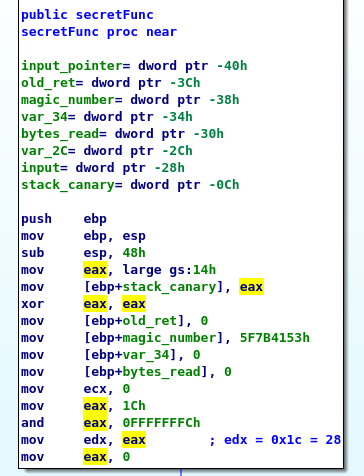 public secretFunc
secretFunc proc near
input_pointer= dword ptr -40h
old_ret= dword ptr -3Ch
magic_number= dword ptr -38h
var_34= dword ptr -34h
bytes_read= dword ptr -30h
var_2C= dword ptr -2Ch
input= dword ptr -28h
stack_canary= dword ptr -0Ch
push ebp
mov ebp, esp
sub esp, 48h
mov eax, large gs:14h
mov [ebp+stack_canary], eax
xor eax, eax
mov [ebp+old_ret], 0
mov [ebp+magic_number], 5F7B4153h
mov [ebp+var_34], 0
mov [ebp+bytes_read], 0
mov ecx, 0
mov eax, 1Ch
and eax, 0FFFFFFFCh
mov edx, eax ; edx = 0x1c = 28
mov eax, 0